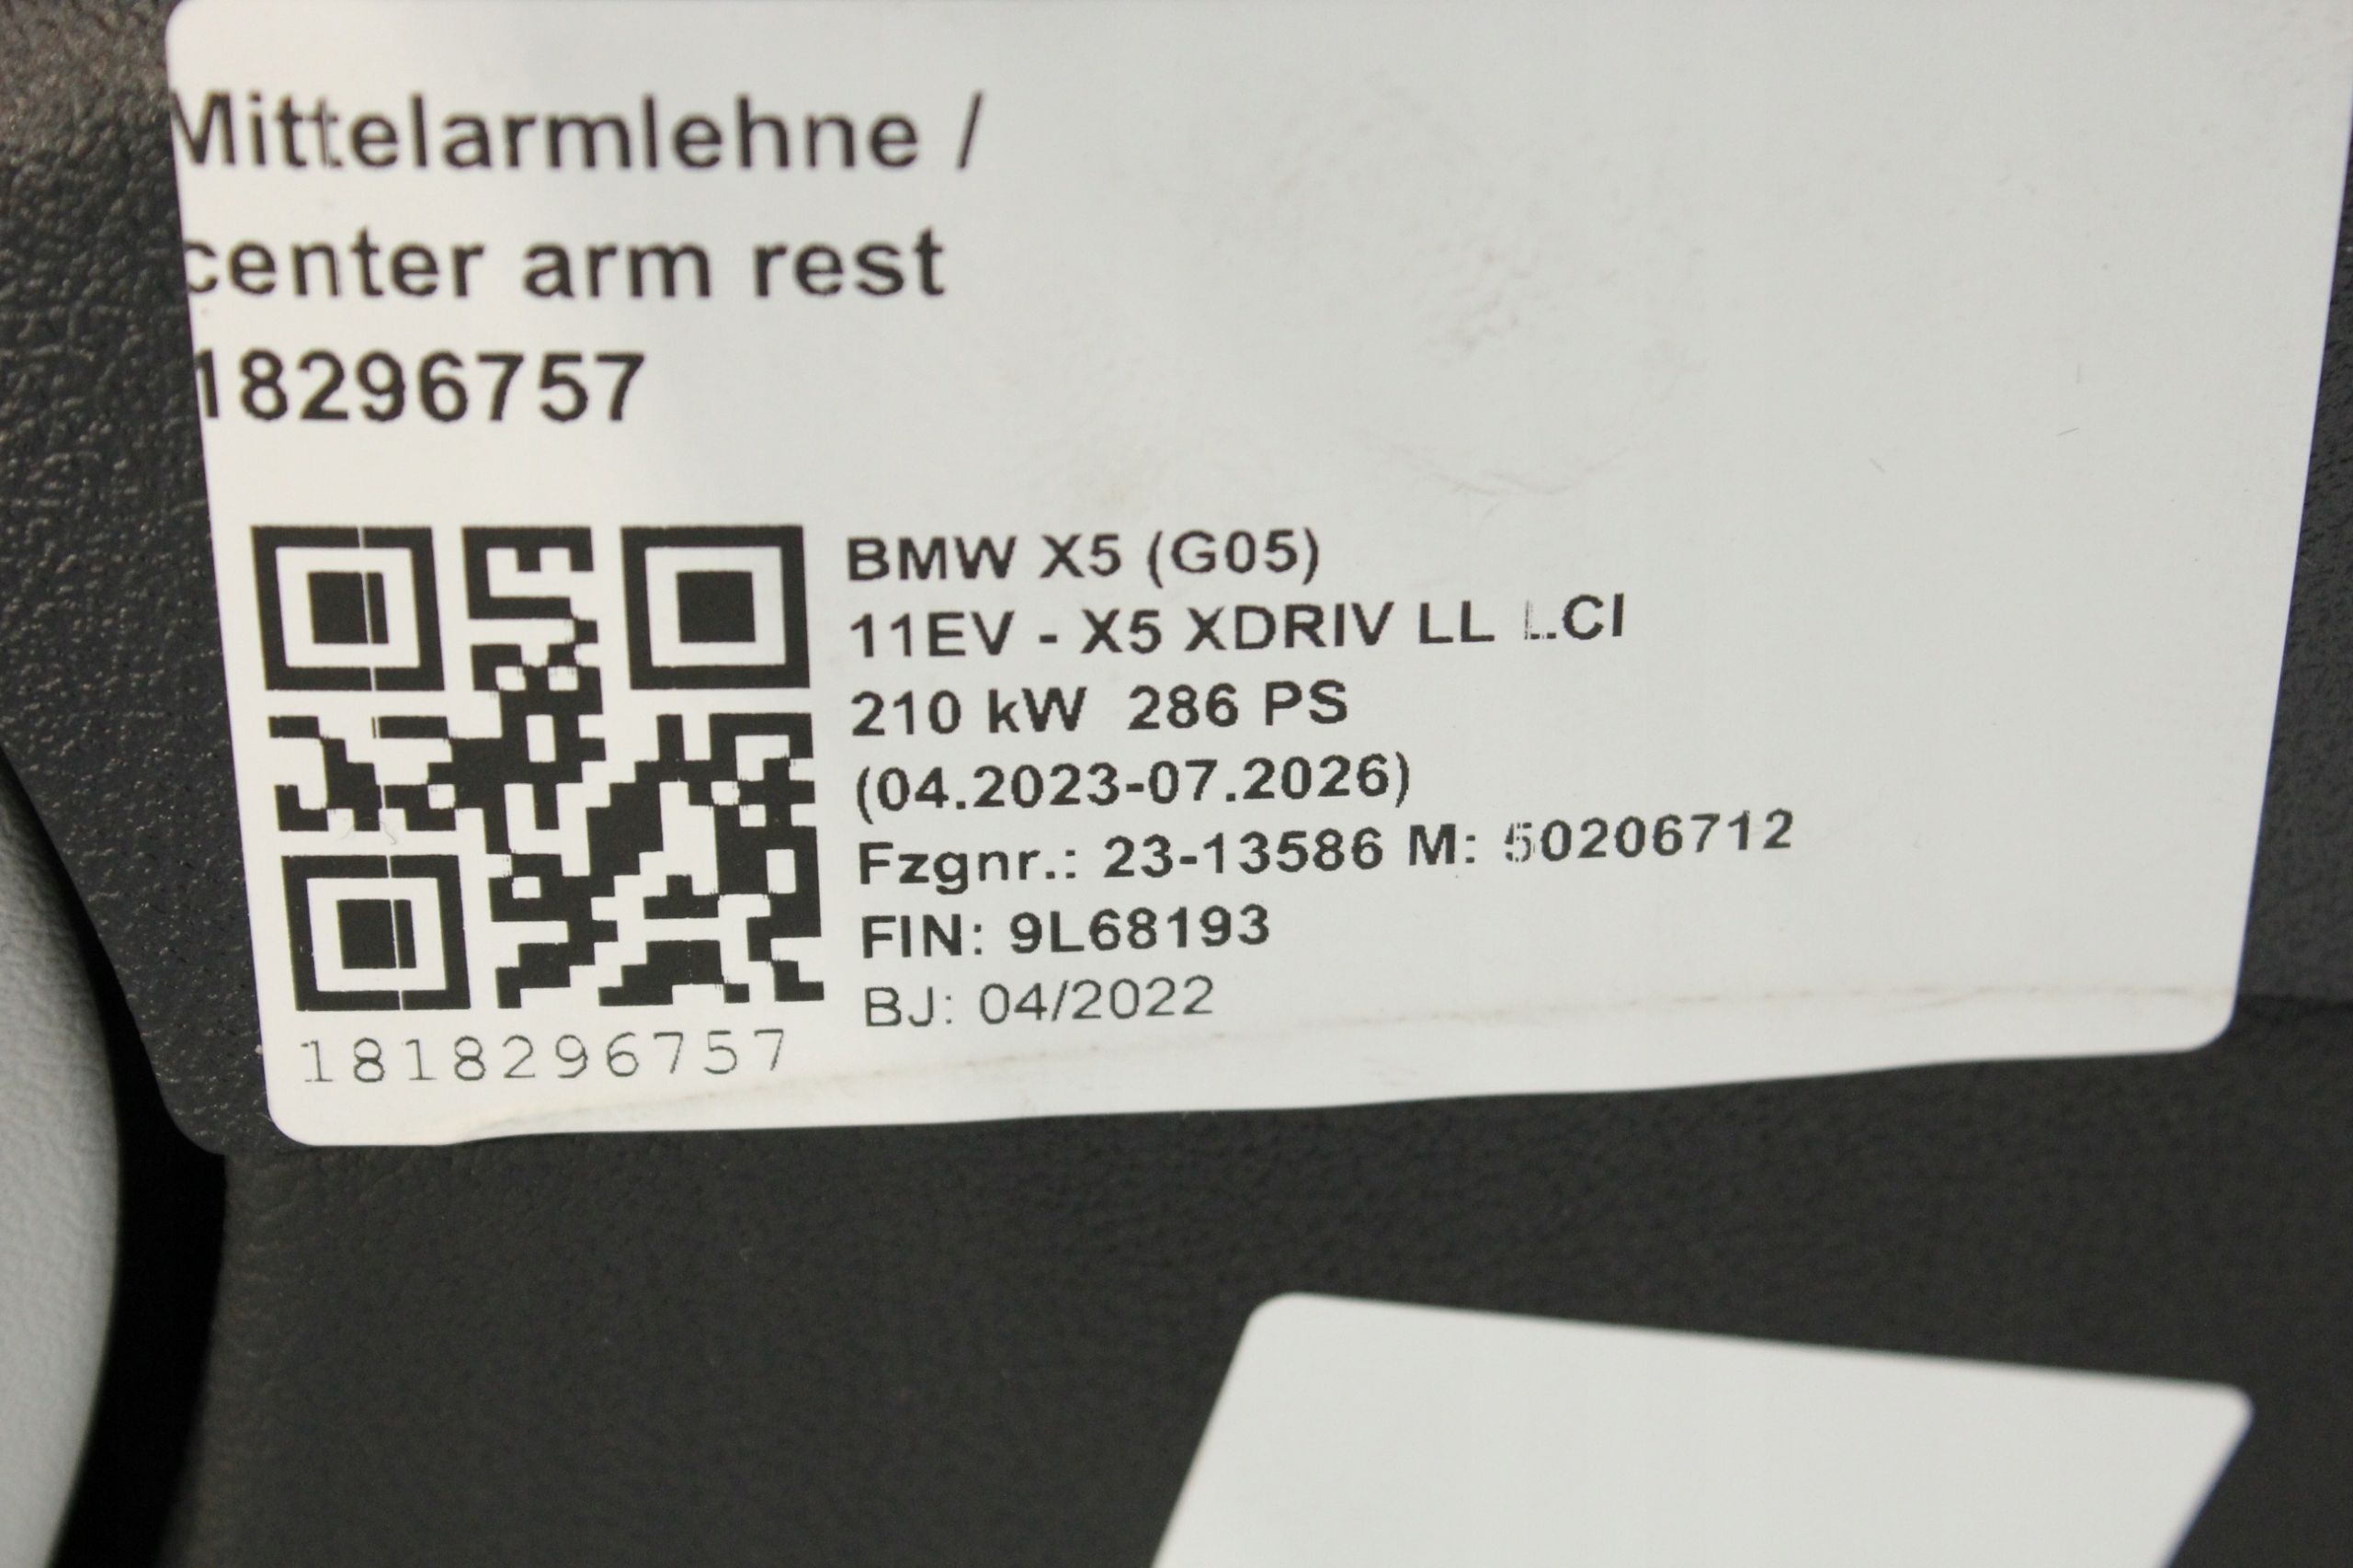 Mittelarmlehne /
center arm rest
18296757
BMW X5 (G05)
11EV - X5 XDRIV LL LCI
210 kW 286 PS
(04.2023-07.2026)
Fzgnr.: 23-13586 M: 50206712
FIN: 9L68193
BJ: 04/2022
1818296757